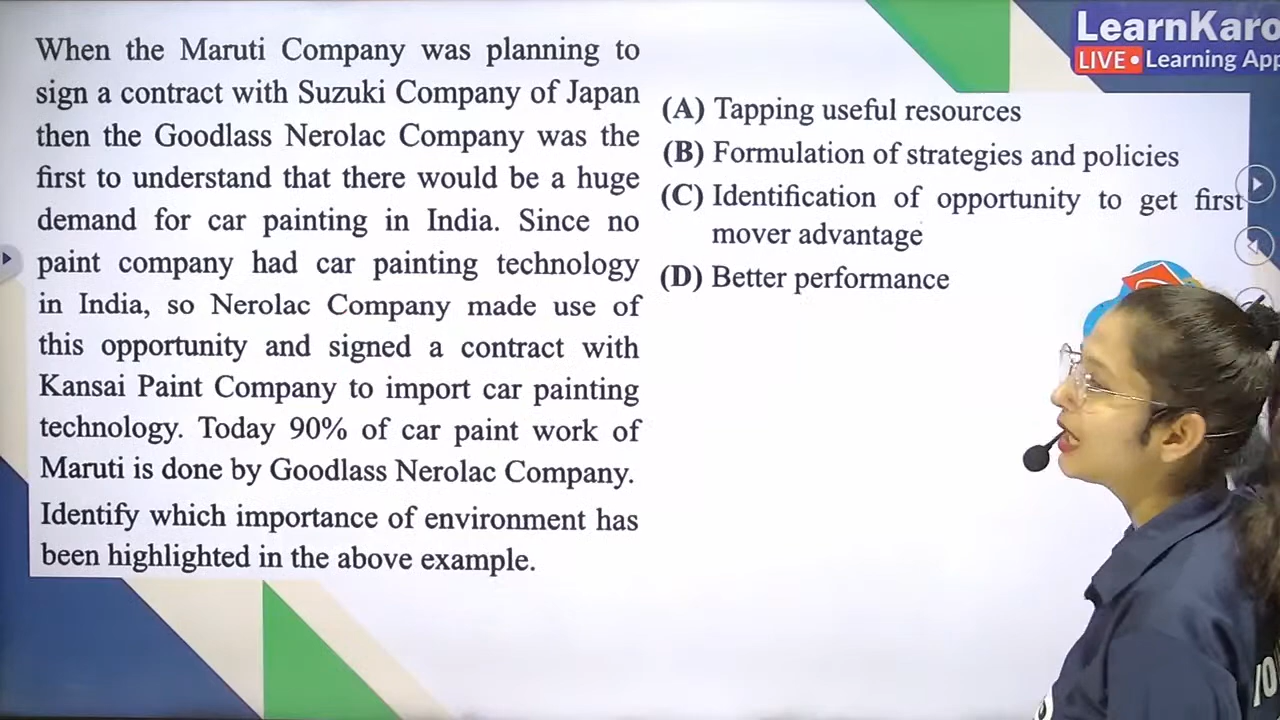 When the Maruti Company was planning to
sign a contract with Suzuki Company of Japan
then the Goodlass Nerolac Company was the
first to understand that there would be a huge
demand for car painting in India. Since no
paint company had car painting technology
in India, so Nerolac Company made use of
this opportunity and signed a contract with
Kansai Paint Company to import car painting
technology. Today 90% of car paint work of
Maruti is done by Goodlass Nerolac Company.
Identify which importance of environment has
been highlighted in the above example.
(A) Tapping useful resources
(B) Formulation of strategies and policies
(C) Identification of opportunity to get first
mover advantage
(D) Better performance
LearnKaro
LIVE • Learning App